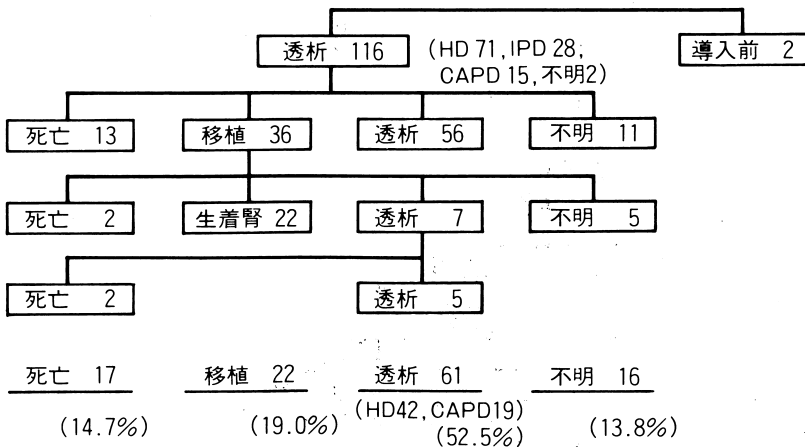 透析 116 (HD 71, IPD 28, 導入前 2
CAPD 15, 不明2)
死亡 13 移植 36 透析 56 不明 11
死亡 2 生着腎 22 透析 7 不明 5
死亡 2 透析 5
死亡 17 移植 22 透析 61 不明 16
(HD42, CAPD19)
(14.7%) (19.0%) (52.5%) (13.8%)